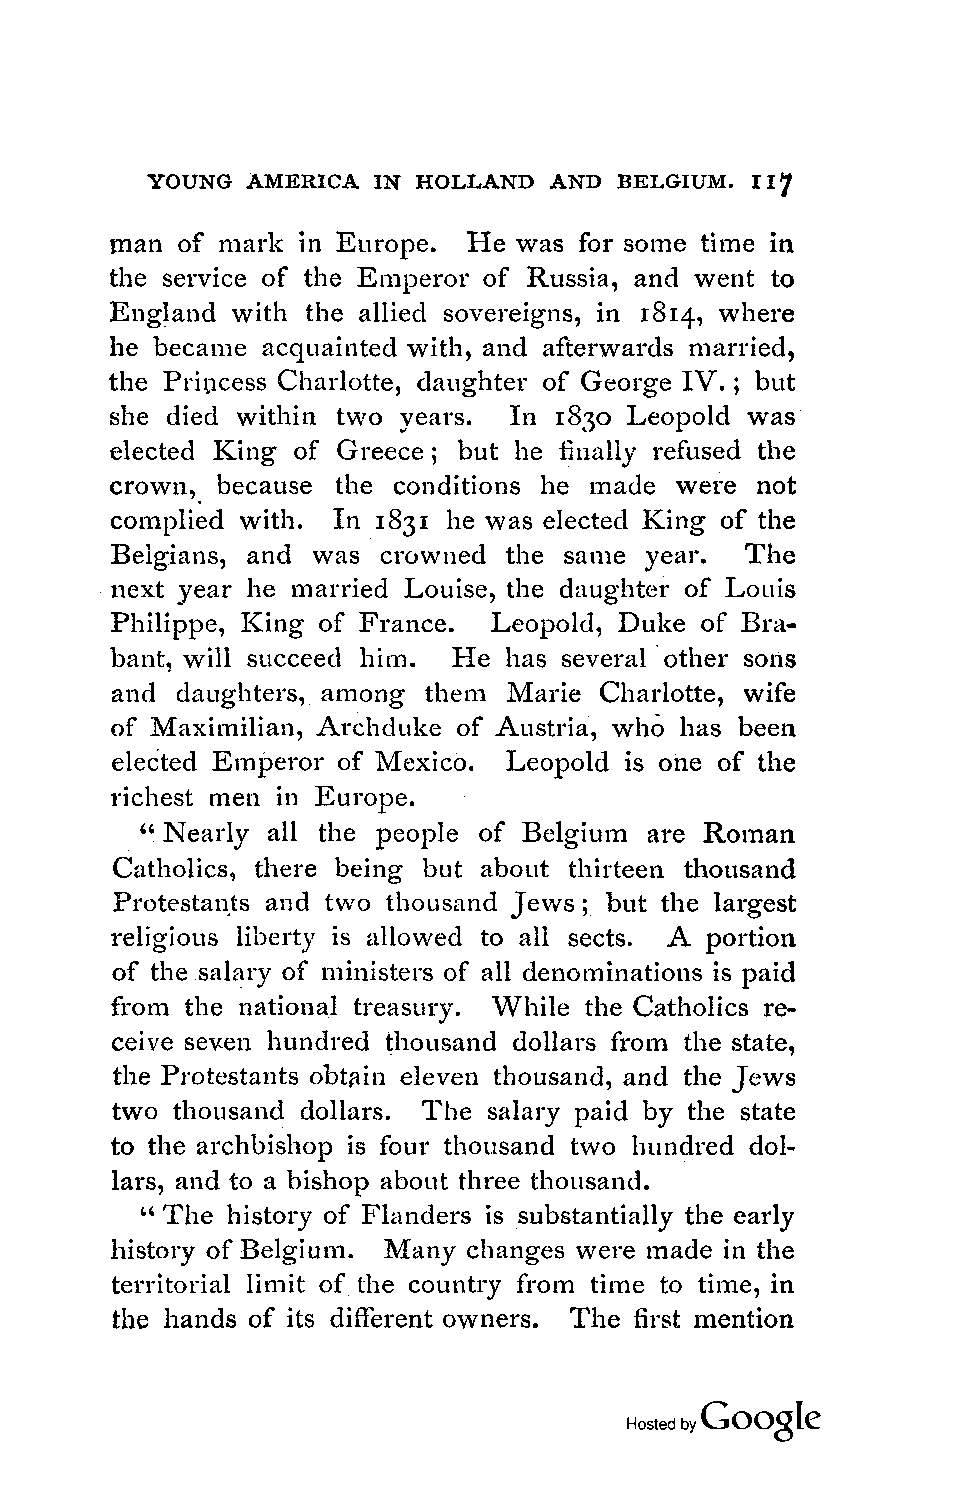 YOUNG AMERICA IN HOLLAND AND BELGIUM. 117
man of mark in Europe. He was for some time in
the service of the Emperor of Russia, and went to
England with the allied sovereigns, in 1814, where
he became acquainted with, and afterwards married,
the Princess Charlotte, daughter of George IV. ; but
she died within two years. In 1830 Leopold was
elected King of Greece ; but he finally refused the
crown, because the conditions he made were not
complied with. In 1831 he was elected King of the
Belgians, and was crowned the same year. The
next year he married Louise, the daughter of Louis
Philippe, King of France. Leopold, Duke of Bra-
bant, will succeed him. He has several other sons
and daughters, among them Marie Charlotte, wife
of Maximilian, Archduke of Austria, who has been
elected Emperor of Mexico. Leopold is one of the
richest men in Europe.
“ Nearly all the people of Belgium are Roman
Catholics, there being but about thirteen thousand
Protestants and two thousand Jews ; but the largest
religious liberty is allowed to all sects. A portion
of the salary of ministers of all denominations is paid
from the national treasury. While the Catholics re-
ceive seven hundred thousand dollars from the state,
the Protestants obtain eleven thousand, and the Jews
two thousand dollars. The salary paid by the state
to the archbishop is four thousand two hundred dol-
lars, and to a bishop about three thousand.
“ The history of Flanders is substantially the early
history of Belgium. Many changes were made in the
territorial limit of the country from time to time, in
the hands of its different owners. The first mention
Hosted by Google